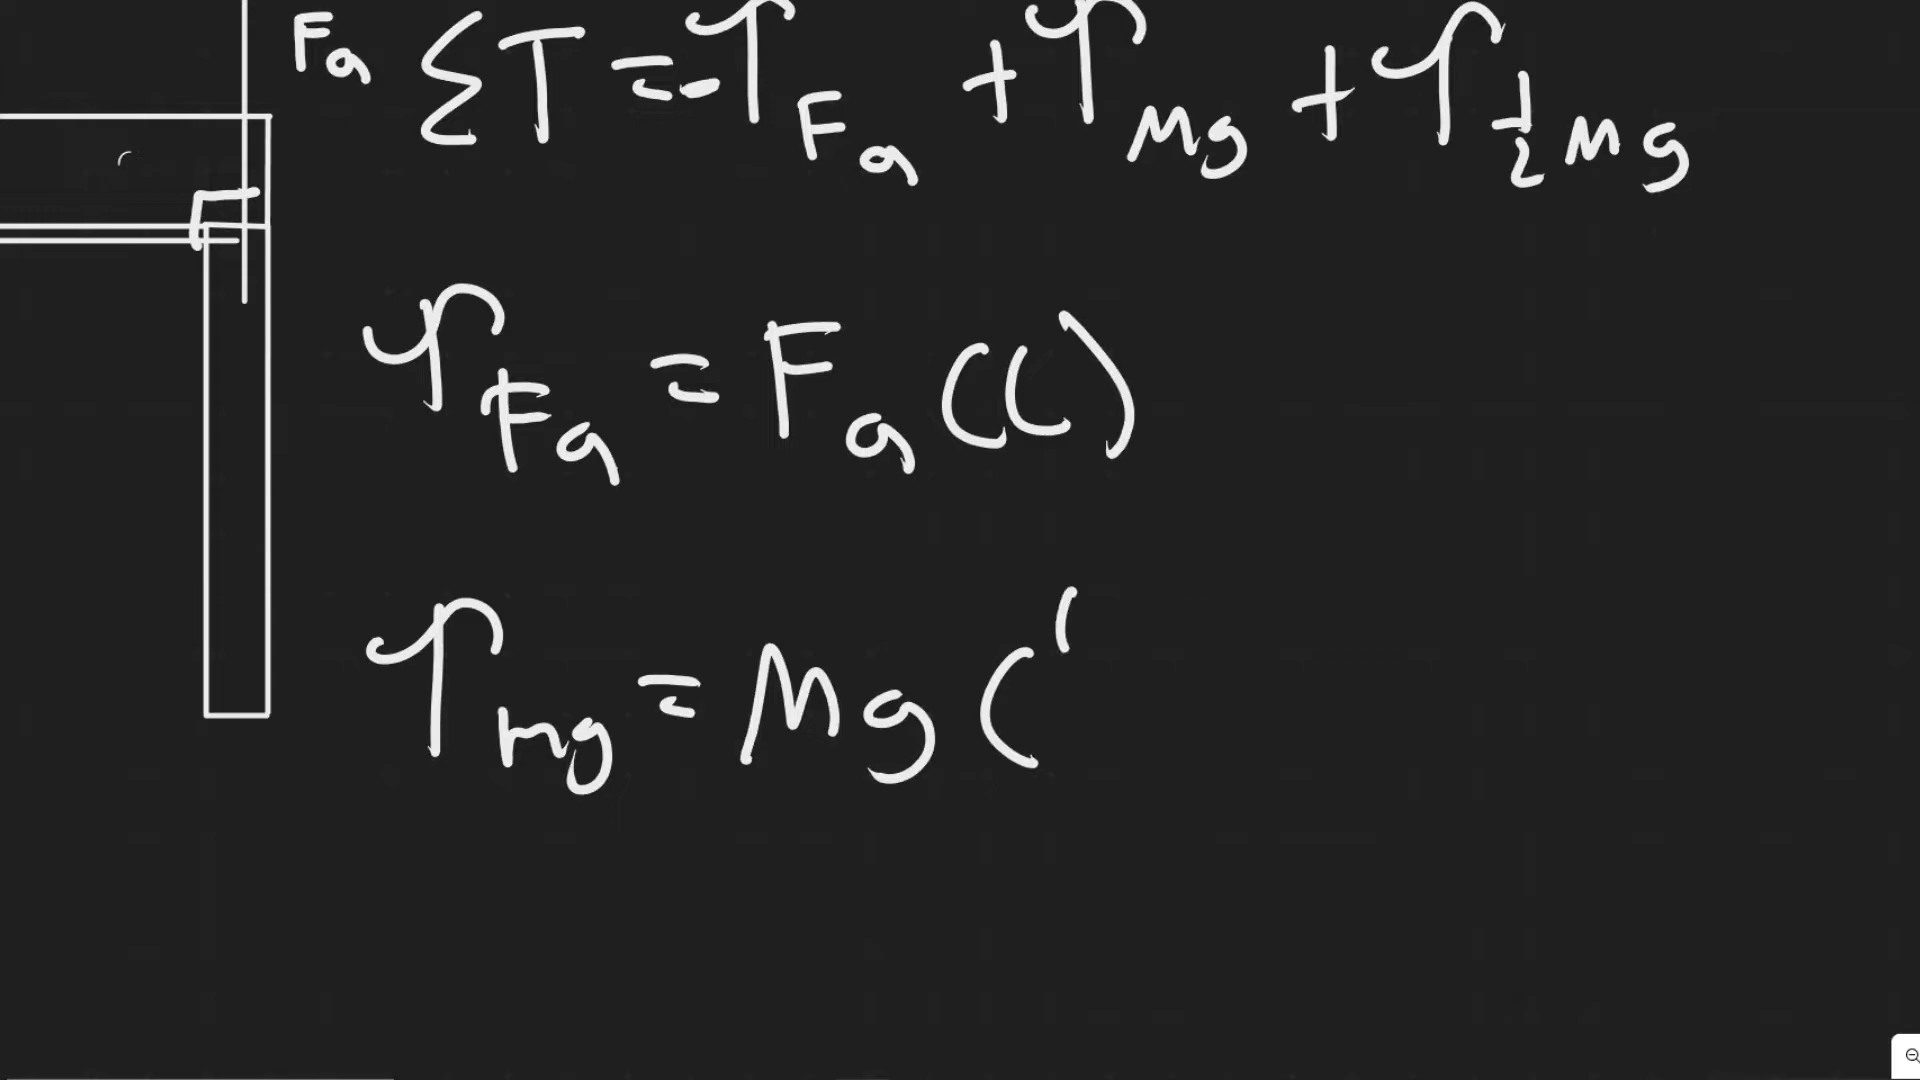 Fa ΣT = -τFa + τMg + τ½Mg
τFa = Fa(L)
τmg = Mg(